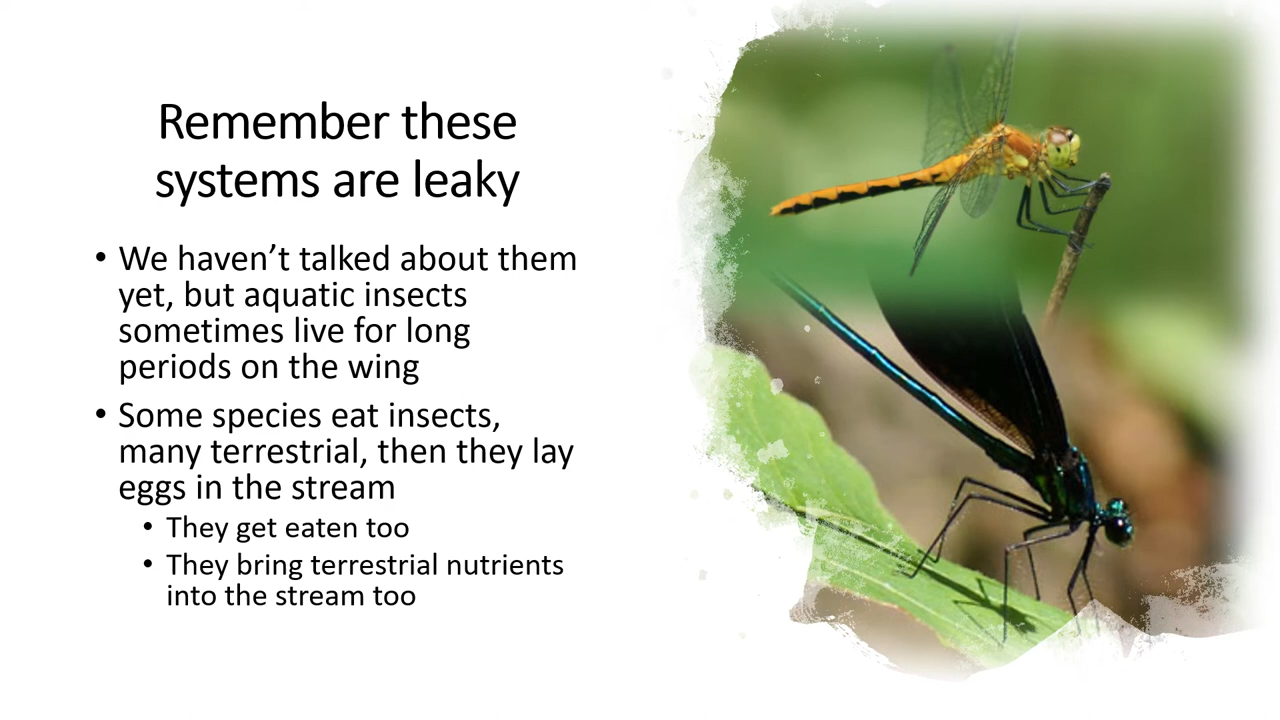 Remember these
systems are leaky
• We haven’t talked about them
yet, but aquatic insects
sometimes live for long
periods on the wing
• Some species eat insects,
many terrestrial, then they lay
eggs in the stream
• They get eaten too
• They bring terrestrial nutrients
into the stream too